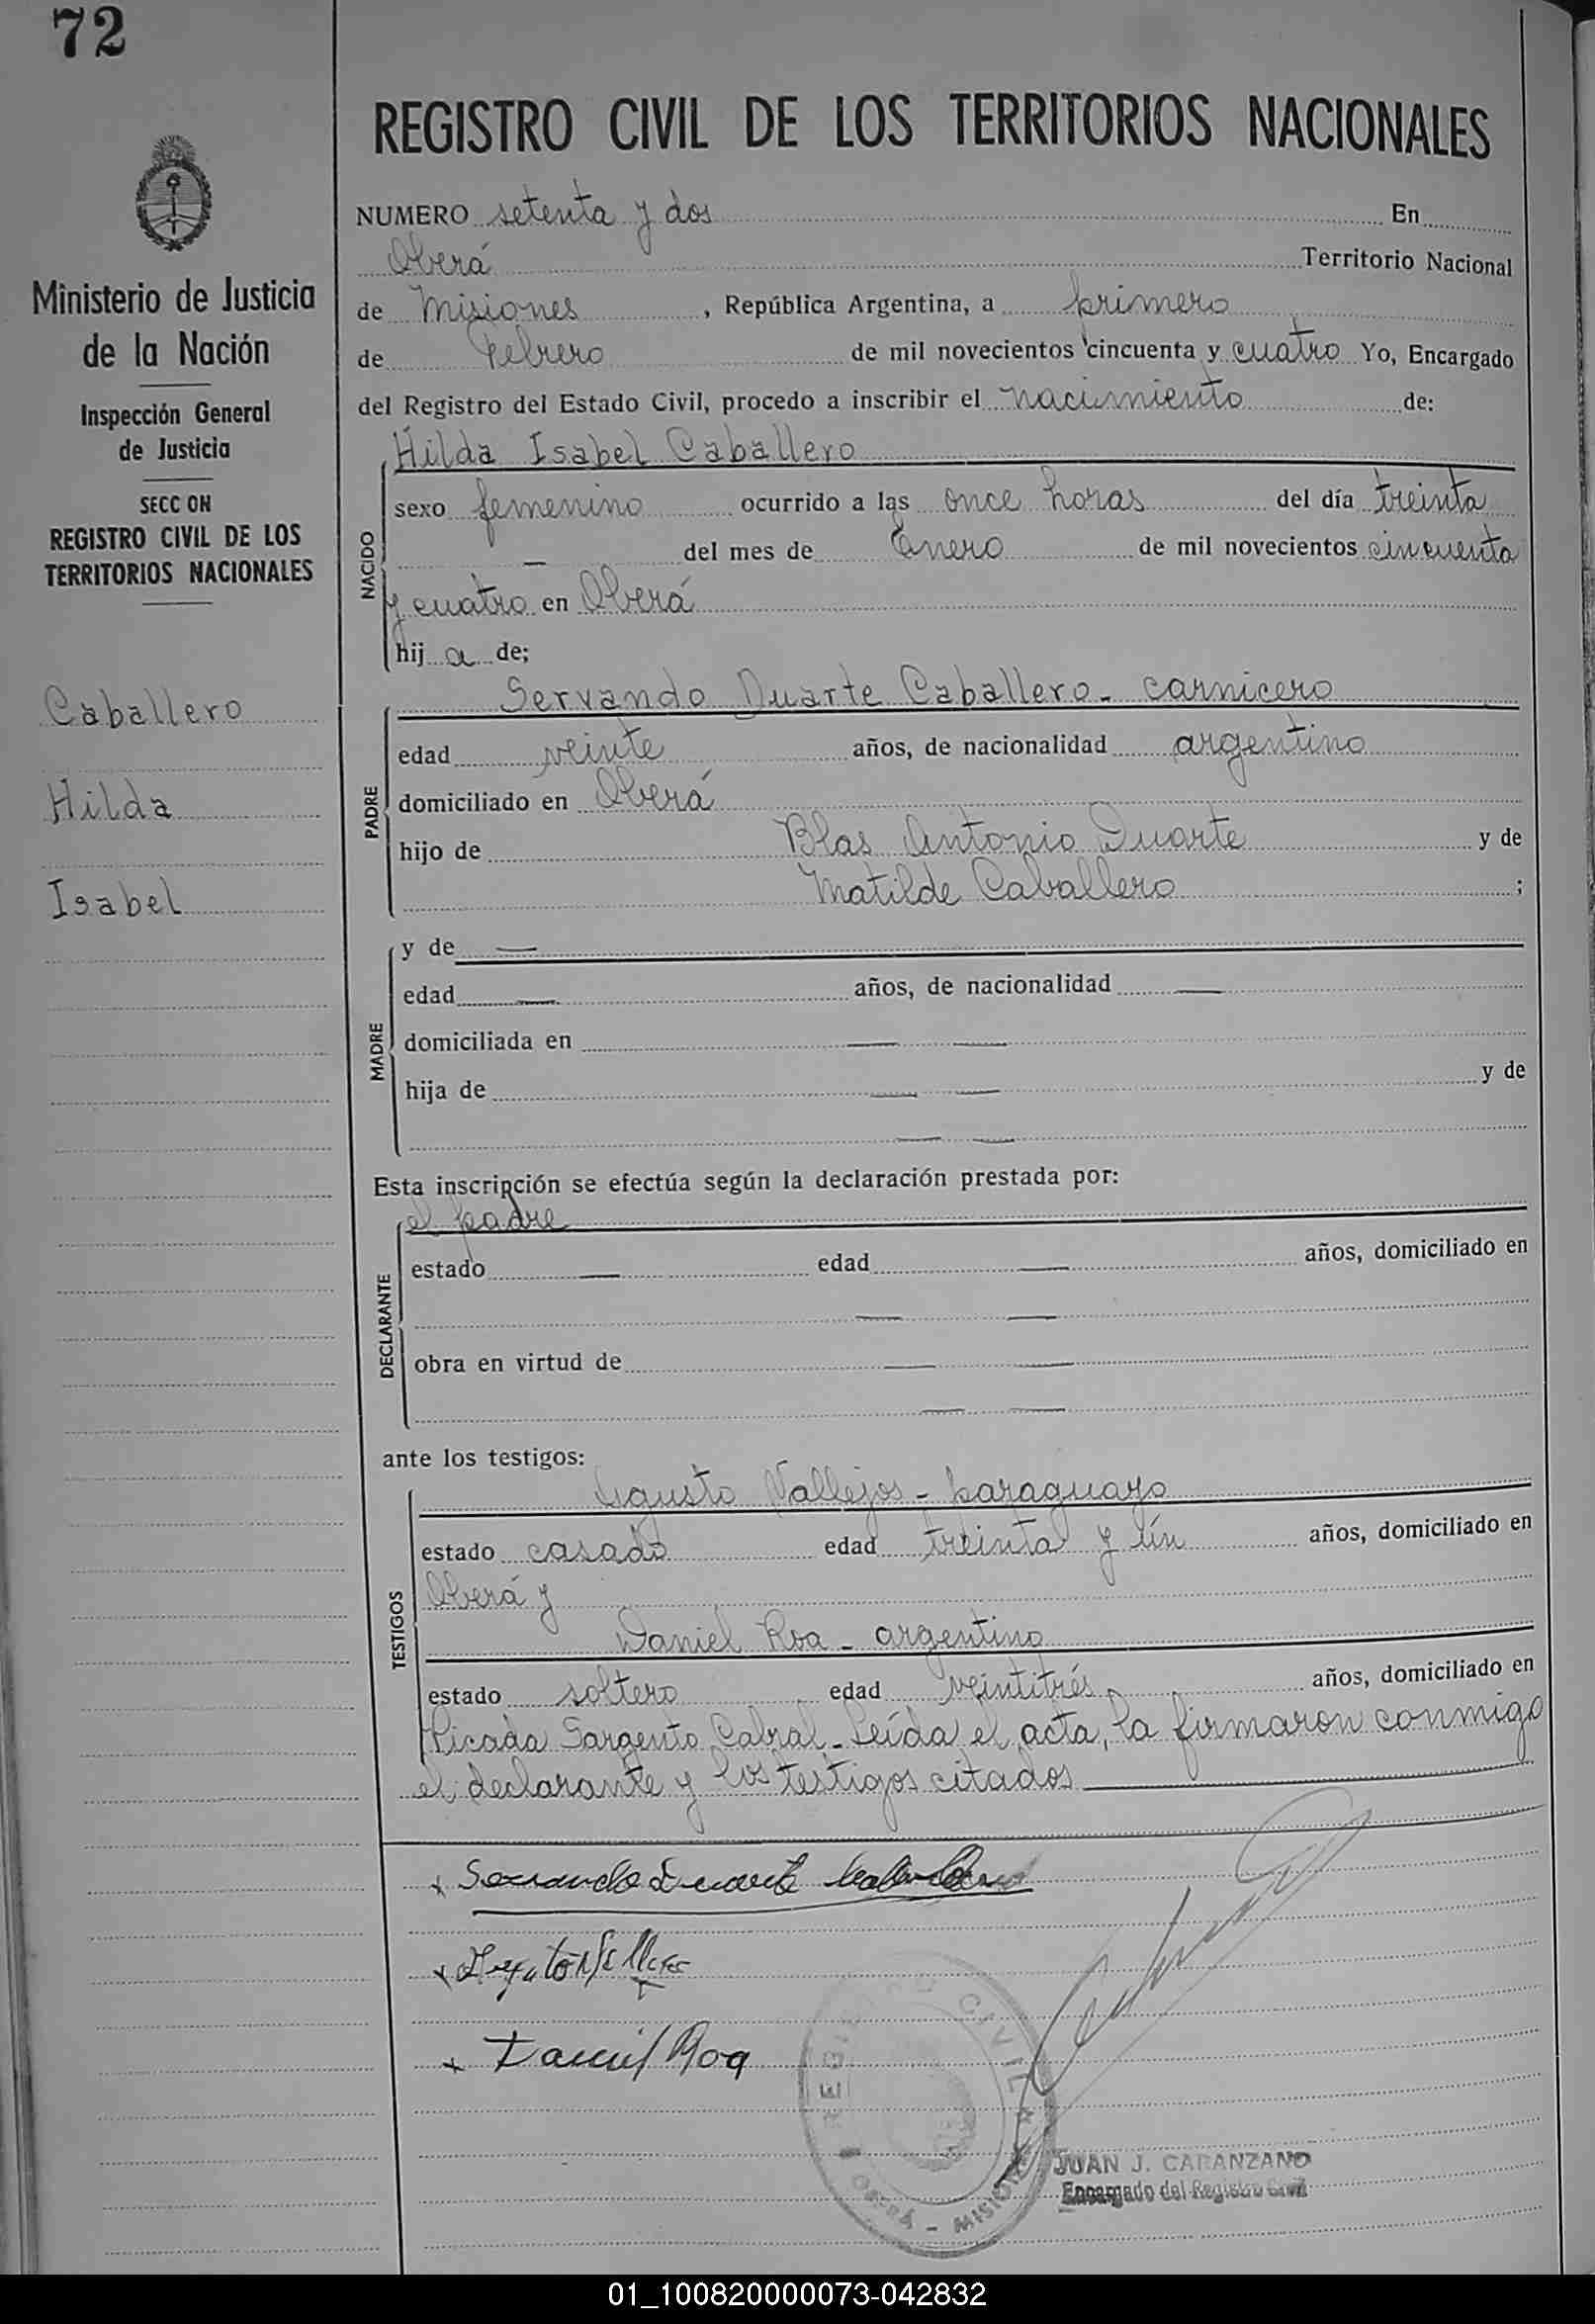 72
REGISTRO CIVIL DE LOS TERRITORIOS NACIONALES
Ministerio de Justicia
de la Nación
Inspección General
de Justicia
SECC ON
REGISTRO CIVIL DE LOS
TERRITORIOS NACIONALES
Caballero
Hilda
Isabel
NUMERO setenta y dos En
Oberá Territorio Nacional
de Misiones, República Argentina, a primero
de Febrero de mil novecientos cincuenta y cuatro Yo, Encargado
del Registro del Estado Civil, procedo a inscribir el nacimiento de:
Hilda Isabel Caballero
NACIDO
sexo femenino ocurrido a las once horas del día treinta
— del mes de Enero de mil novecientos cincuenta
y cuatro en Oberá
hij a de;
Servando Duarte Caballero - carnicero
PADRE
edad veinte años, de nacionalidad argentino
domiciliado en Oberá
hijo de Blas Antonio Duarte y de
Matilde Caballero ;
MADRE
y de —
edad — años, de nacionalidad —
domiciliada en — —
hija de — — y de
— —
Esta inscripción se efectúa según la declaración prestada por:
el padre
DECLARANTE
estado — edad — años, domiciliado en
— —
obra en virtud de — —
— —
ante los testigos:
Vallejos - paraguayo
TESTIGOS
estado casado edad treinta y ún años, domiciliado en
Oberá y
Daniel Roa - argentino
estado soltero edad veintitrés años, domiciliado en
Picada Sargento Cabral - Leída el acta, la firmaron conmigo
el declarante y los testigos citados
x Servando Duarte Caballero
x
x Daniel Roa
REGISTRO CIVIL
OBERÁ - MISIONES
JUAN J. CAFANZANO
Encargado del Registro Civil
01_100820000073-042832